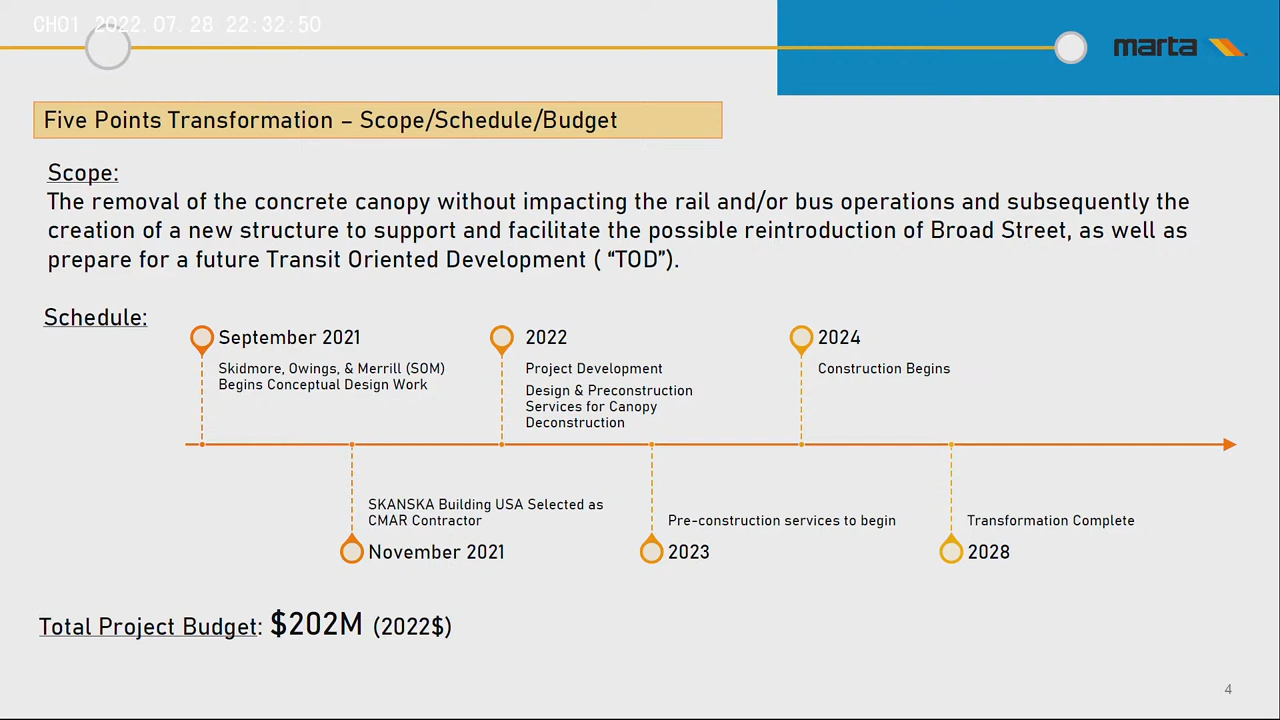 CH01 2022.07.28 22:32:50
marta
Five Points Transformation – Scope/Schedule/Budget
Scope:
The removal of the concrete canopy without impacting the rail and/or bus operations and subsequently the
creation of a new structure to support and facilitate the possible reintroduction of Broad Street, as well as
prepare for a future Transit Oriented Development ( “TOD”).
Schedule:
September 2021
Skidmore, Owings, & Merrill (SOM)
Begins Conceptual Design Work
2022
Project Development
Design & Preconstruction
Services for Canopy
Deconstruction
2024
Construction Begins
SKANSKA Building USA Selected as
CMAR Contractor
November 2021
Pre-construction services to begin
2023
Transformation Complete
2028
Total Project Budget: $202M (2022$)
4